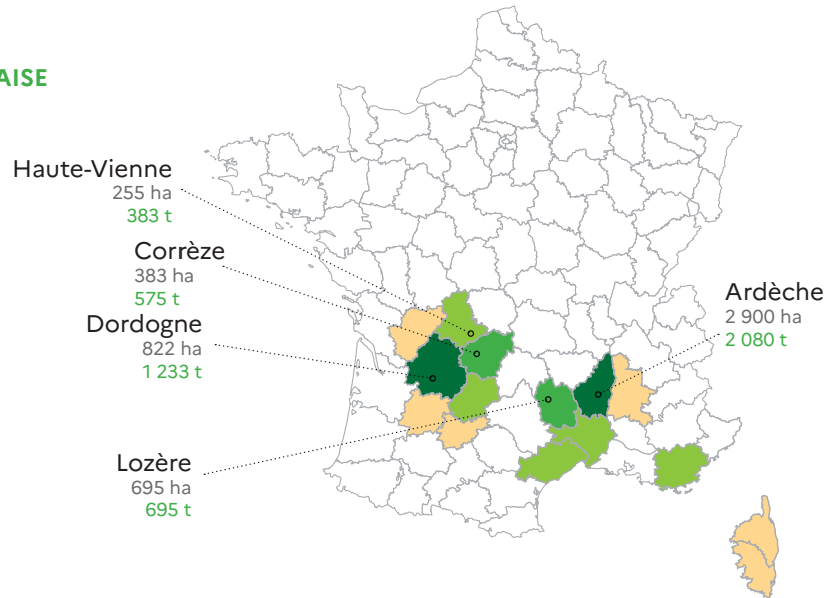 AISE
Haute-Vienne
255 ha
383 t
Corrèze
383 ha
575 t
Dordogne
822 ha
1 233 t
Ardèche
2 900 ha
2 080 t
Lozère
695 ha
695 t